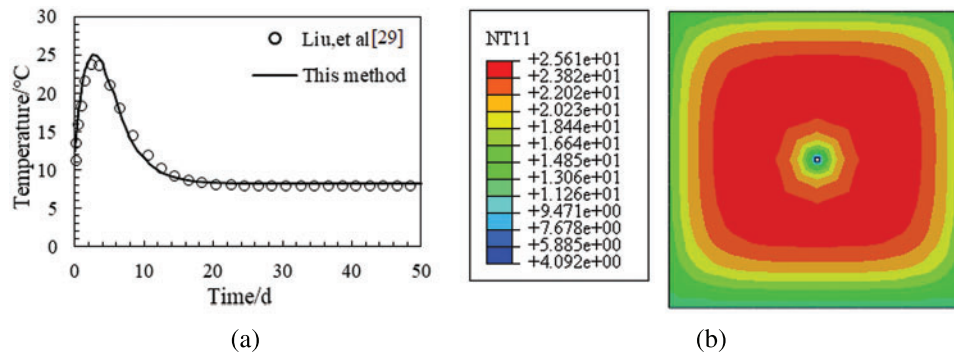 30
25
20
15
10
5
0
Temperature/°C
Liu,et al[29]
This method
0 10 20 30 40 50
Time/d
(a)
NT11
+2.561e+01
+2.382e+01
+2.202e+01
+2.023e+01
+1.844e+01
+1.664e+01
+1.485e+01
+1.306e+01
+1.126e+01
+9.471e+00
+7.678e+00
+5.885e+00
+4.092e+00
(b)